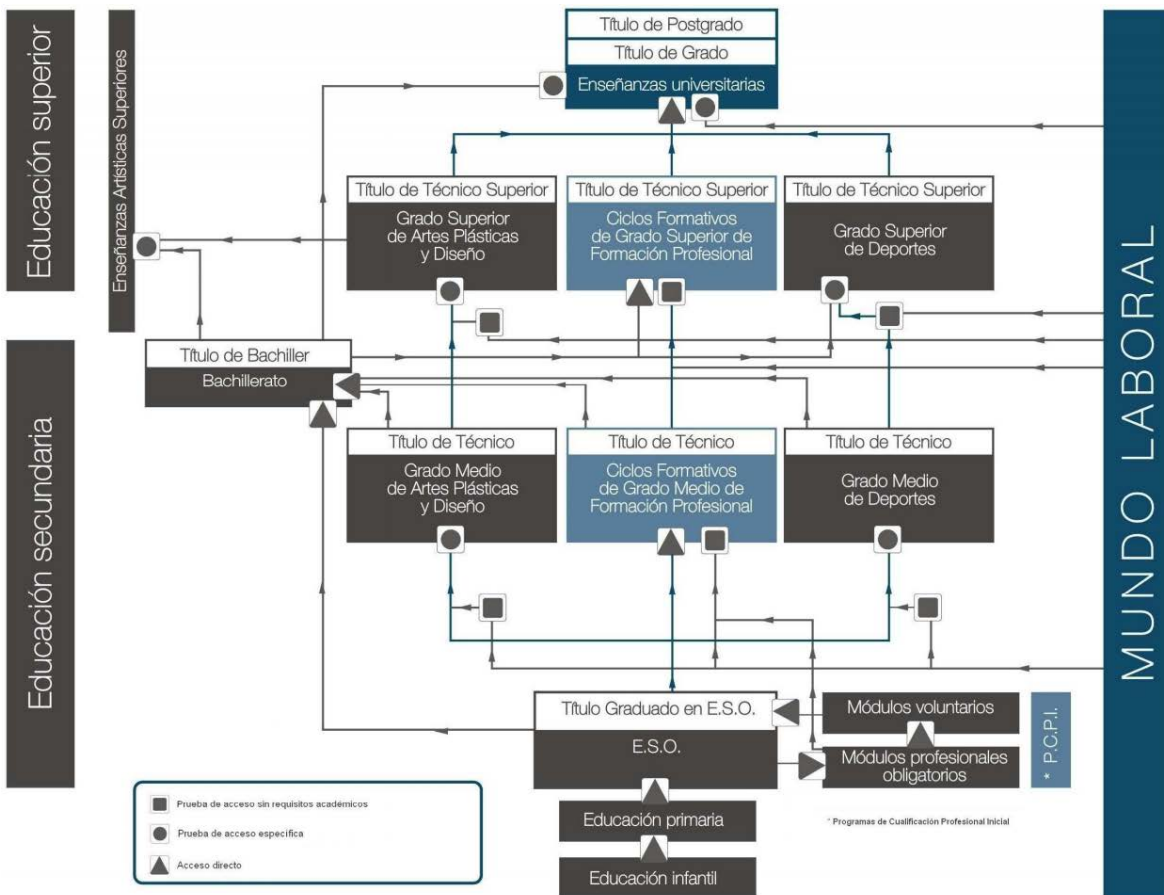 Educación superior
Enseñanzas Artísticas Superiores
Título de Postgrado
Título de Grado
Enseñanzas universitarias
Título de Técnico Superior
Grado Superior
de Artes Plásticas
y Diseño
Título de Técnico Superior
Ciclos Formativos
de Grado Superior de
Formación Profesional
Título de Técnico Superior
Grado Superior
de Deportes
MUNDO LABORAL
Educación secundaria
Título de Bachiller
Bachillerato
Título de Técnico
Grado Medio
de Artes Plásticas
y Diseño
Título de Técnico
Ciclos Formativos
de Grado Medio de
Formación Profesional
Título de Técnico
Grado Medio
de Deportes
Título Graduado en E.S.O.
E.S.O.
Módulos voluntarios
Módulos profesionales
obligatorios
* P.C.P.I.
Educación primaria
Educación infantil
* Programas de Cualificación Profesional Inicial
Prueba de acceso sin requisitos académicos
Prueba de acceso específica
Acceso directo